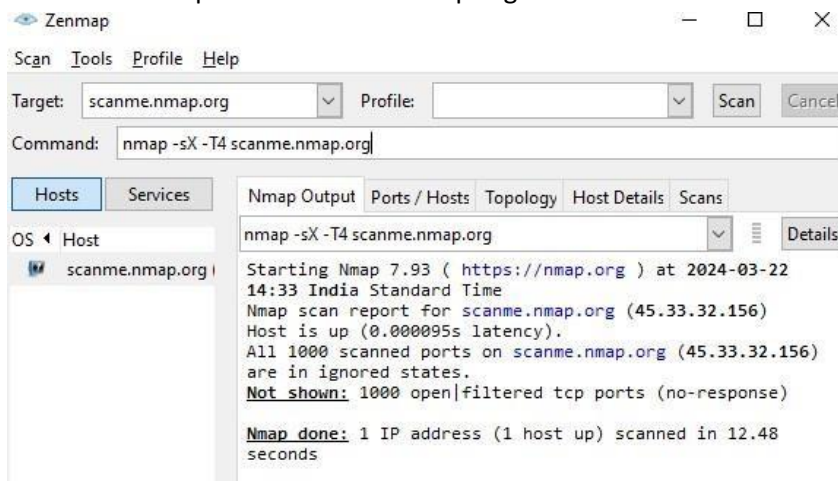 Zenmap
Scan Tools Profile Help
Target: scanme.nmap.org Profile: Scan Cancel
Command: nmap -sX -T4 scanme.nmap.org
Hosts Services Nmap Output Ports / Hosts Topology Host Details Scans
OS Host nmap -sX -T4 scanme.nmap.org Details
scanme.nmap.org (
Starting Nmap 7.93 ( https://nmap.org ) at 2024-03-22
14:33 India Standard Time
Nmap scan report for scanme.nmap.org (45.33.32.156)
Host is up (0.000095s latency).
All 1000 scanned ports on scanme.nmap.org (45.33.32.156)
are in ignored states.
Not shown: 1000 open|filtered tcp ports (no-response)
Nmap done: 1 IP address (1 host up) scanned in 12.48
seconds